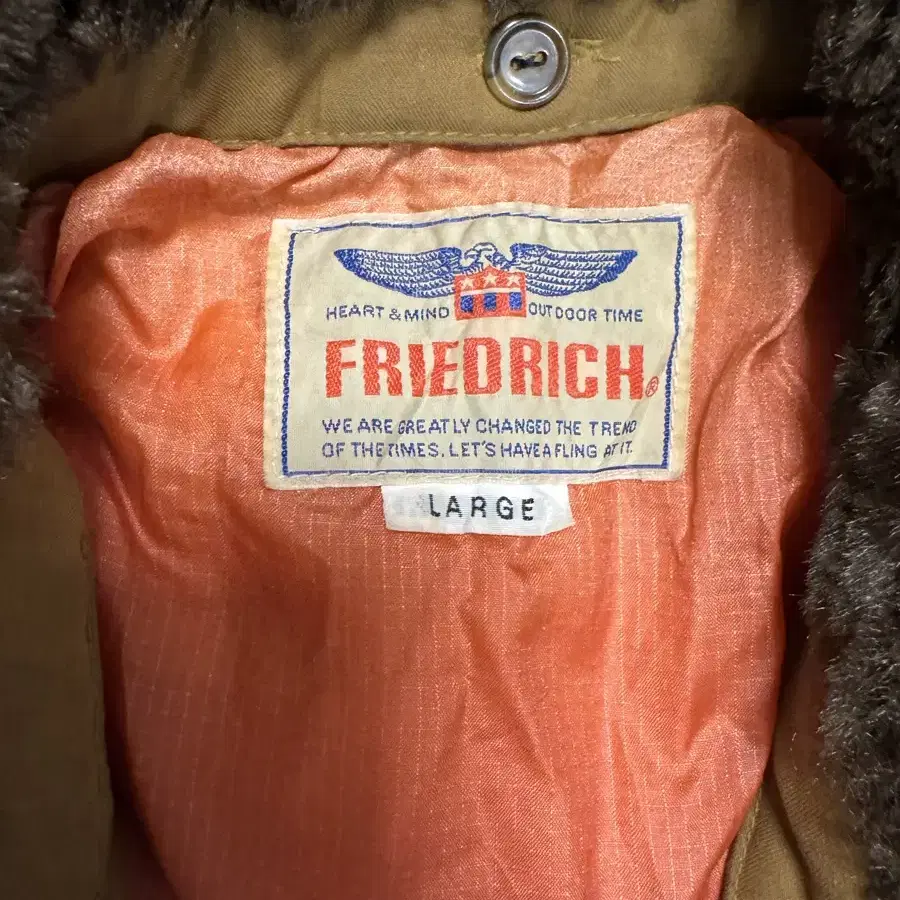 HEART & MIND OUTDOOR TIME
FRIEDRICH®
WE ARE GREATLY CHANGED THE TREND
OF THE TIMES. LET'S HAVE A FLING AT IT.
LARGE